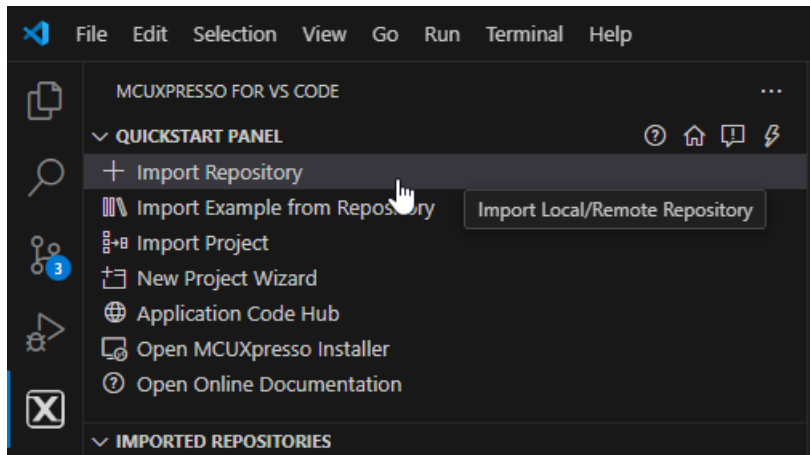 File Edit Selection View Go Run Terminal Help
MCUXPRESSO FOR VS CODE
QUICKSTART PANEL
Import Repository
Import Example from Repository
Import Local/Remote Repository
Import Project
3
New Project Wizard
Application Code Hub
Open MCUXpresso Installer
Open Online Documentation
IMPORTED REPOSITORIES